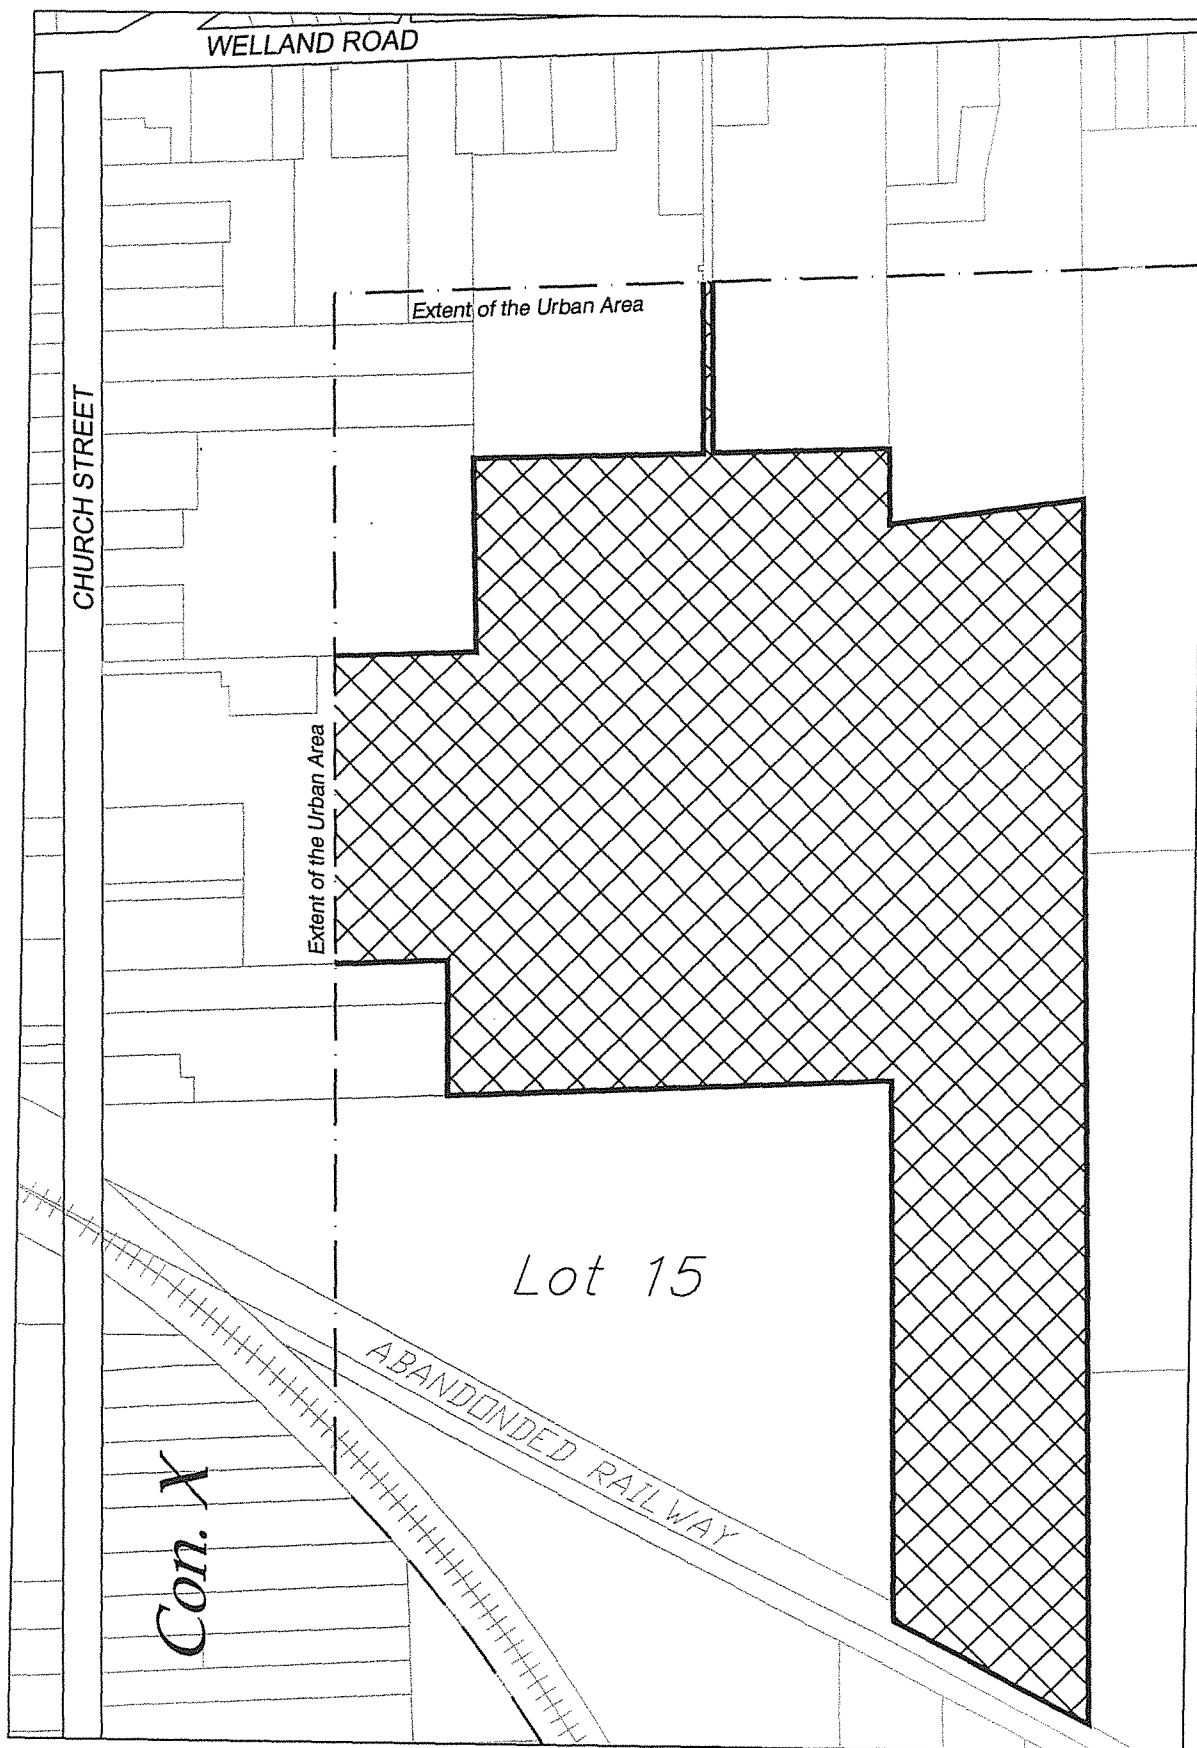 WELLAND ROAD
Extent of the Urban Area
CHURCH STREET
Extent of the Urban Area
Lot 15
ABANDONDED RAILWAY
Con. X